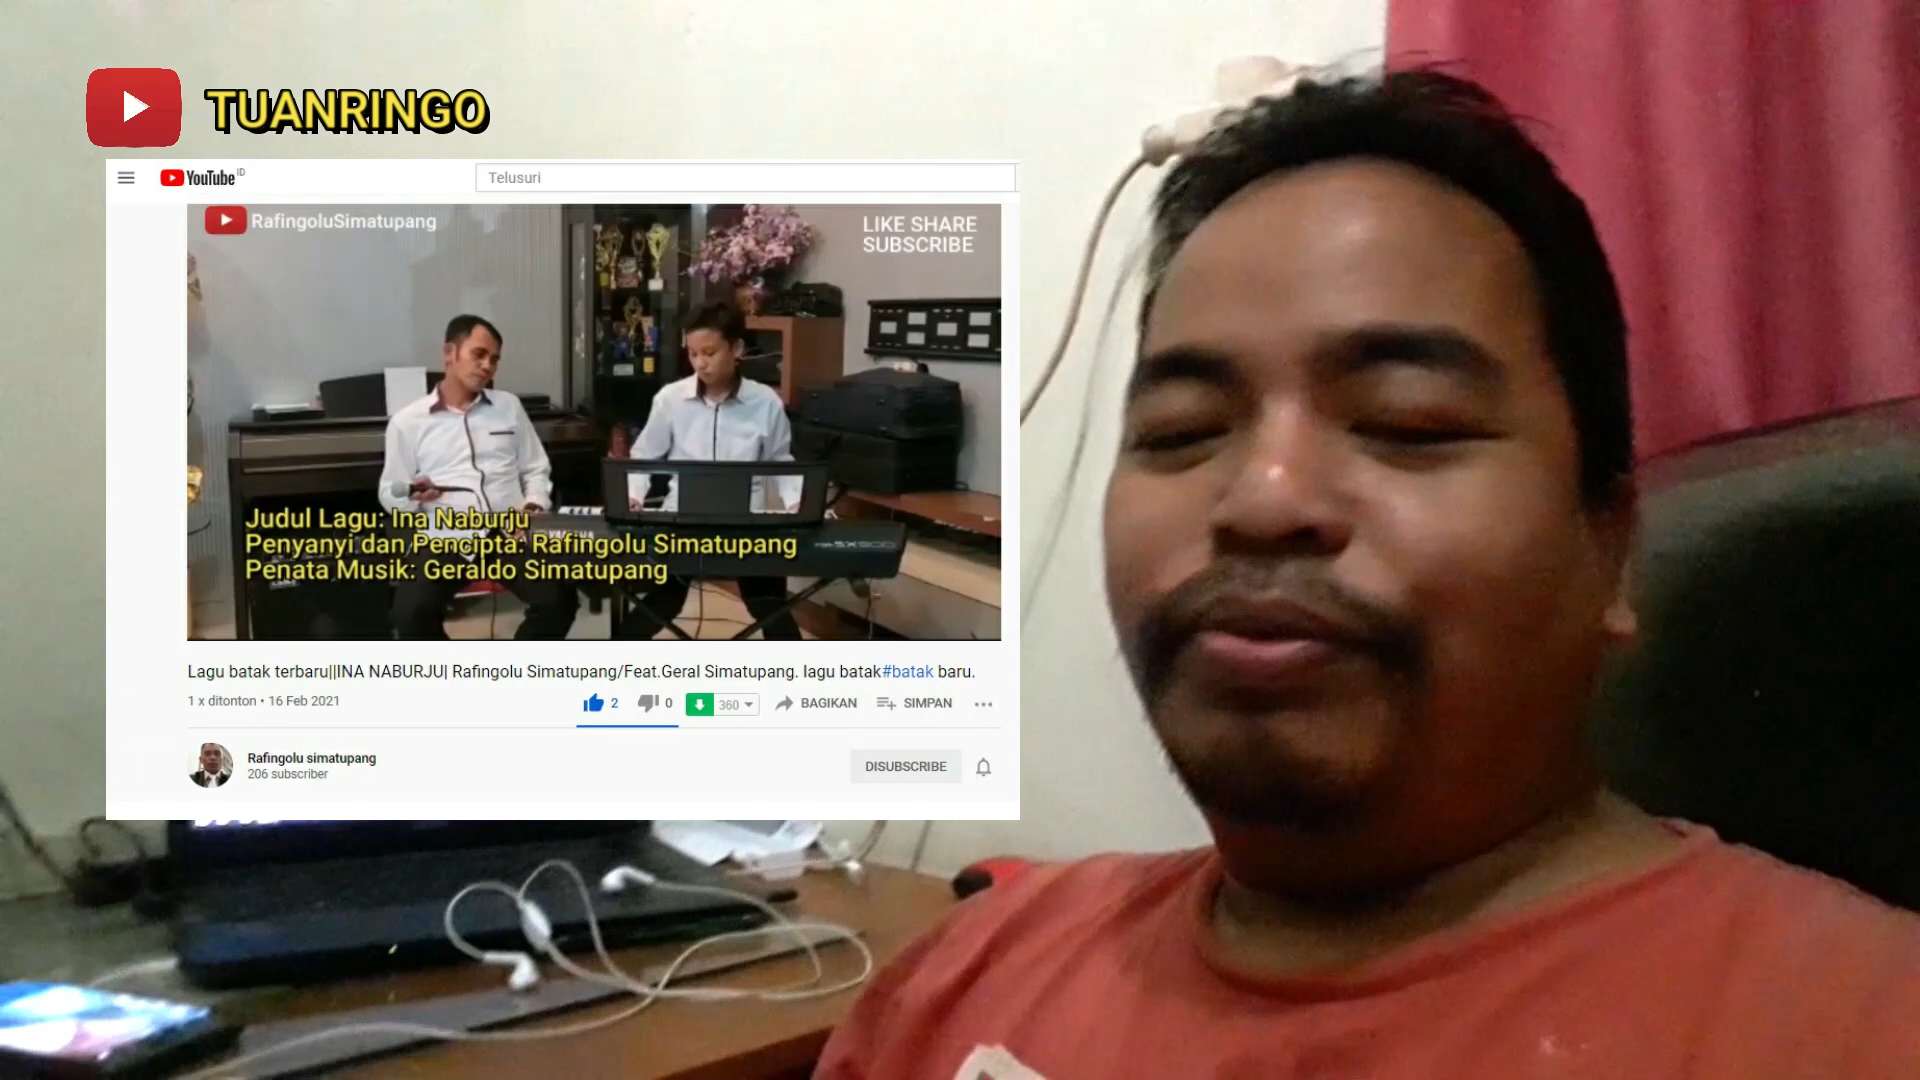 TUANRINGO
YouTube ID
Telusuri
RafingoluSimatupang
LIKE SHARE
SUBSCRIBE
Judul Lagu: Ina Naburju
Penyanyi dan Pencipta: Rafingolu Simatupang
Penata Musik: Geraldo Simatupang
YAMAHA
Lagu batak terbaru||INA NABURJU| Rafingolu Simatupang/Feat.Geral Simatupang. lagu batak#batak baru.
1 x ditonton • 16 Feb 2021
2 0 360 BAGIKAN SIMPAN
Rafingolu simatupang
206 subscriber
DISUBSCRIBE